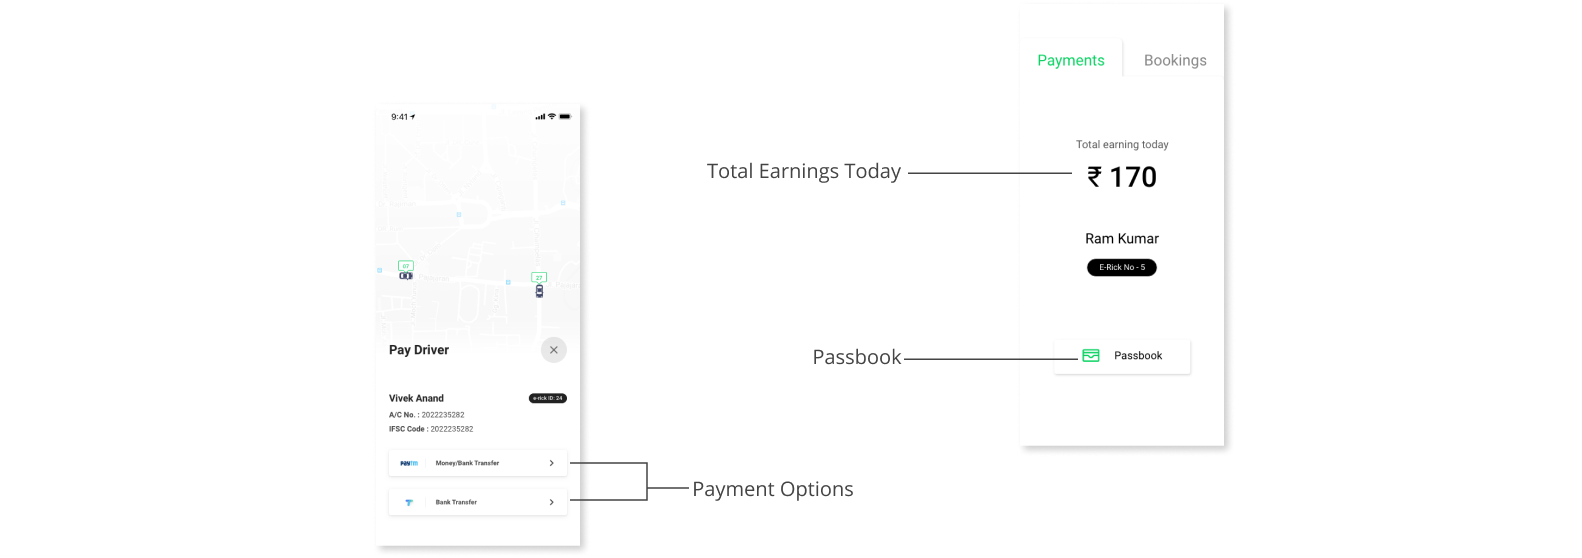 9:41
07
27
Pay Driver
Vivek Anand
e-rick ID: 24
A/C No. : 2022235282
IFSC Code : 2022235282
Paytm
Money/Bank Transfer
Bank Transfer
Payment Options
Total Earnings Today
Passbook
Payments
Bookings
Total earning today
₹ 170
Ram Kumar
E-Rick No - 5
Passbook